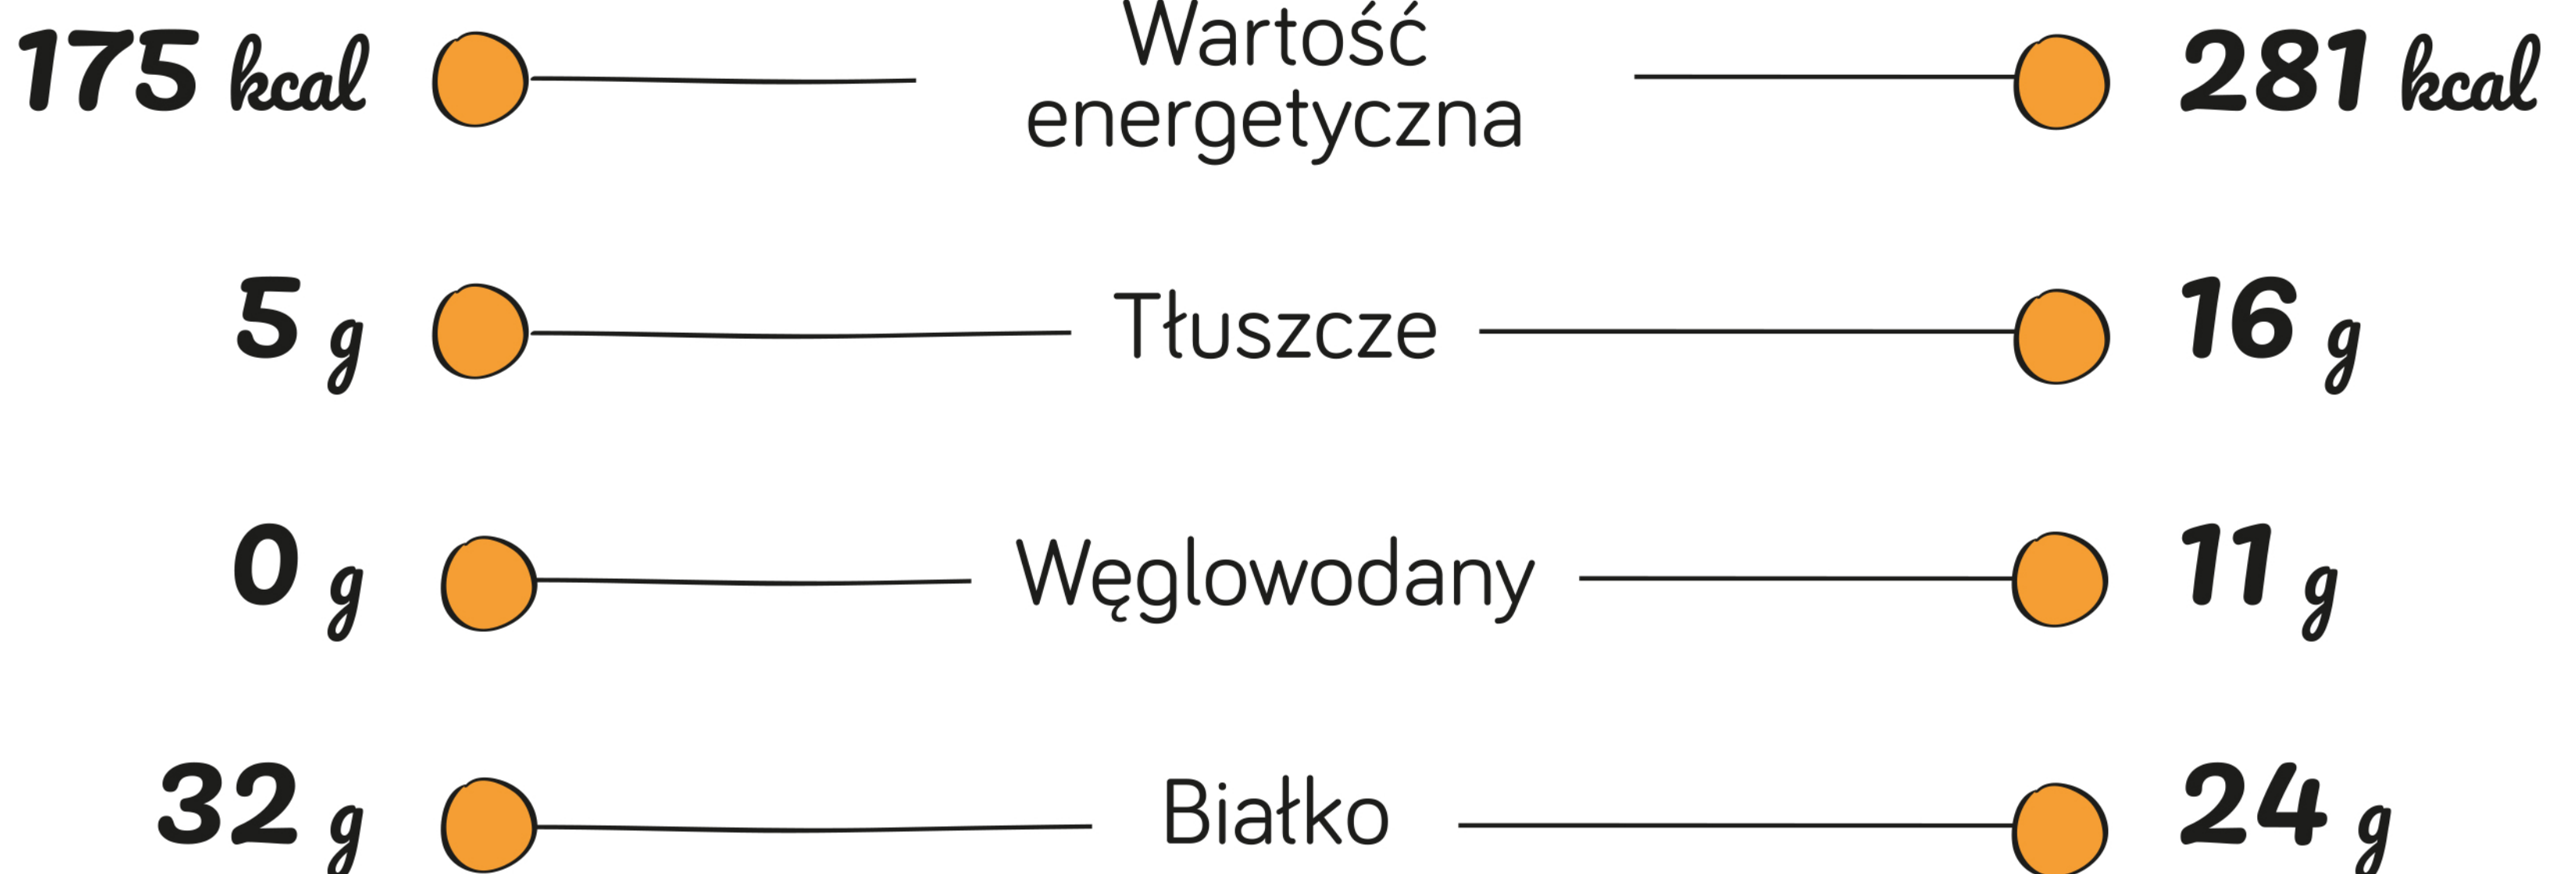 175 kcal Wartość energetyczna 281 kcal
5 g Tłuszcze 16 g
0 g Węglowodany 11 g
32 g Białko 24 g